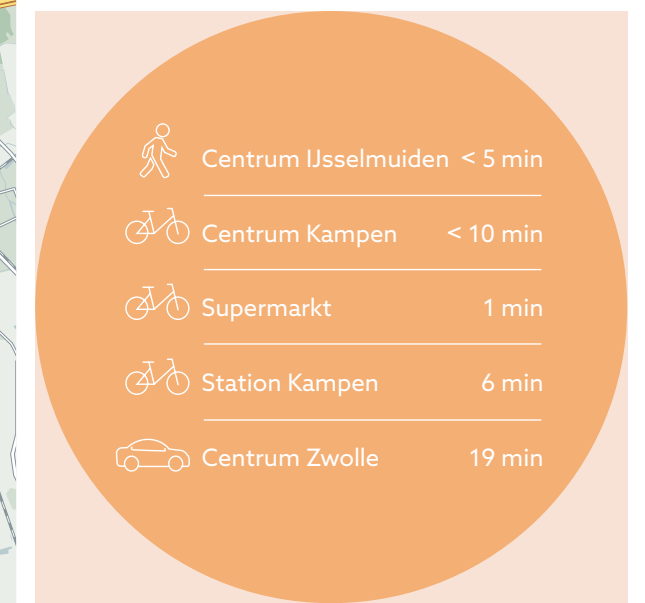 Centrum IJsselmuiden < 5 min
Centrum Kampen < 10 min
Supermarkt 1 min
Station Kampen 6 min
Centrum Zwolle 19 min